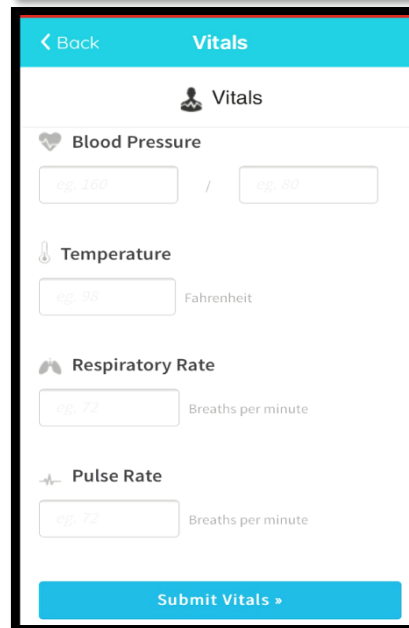 Back Vitals
Vitals
Blood Pressure
eg. 160 / eg. 80
Temperature
eg. 98 Fahrenheit
Respiratory Rate
eg. 72 Breaths per minute
Pulse Rate
eg. 72 Breaths per minute
Submit Vitals »